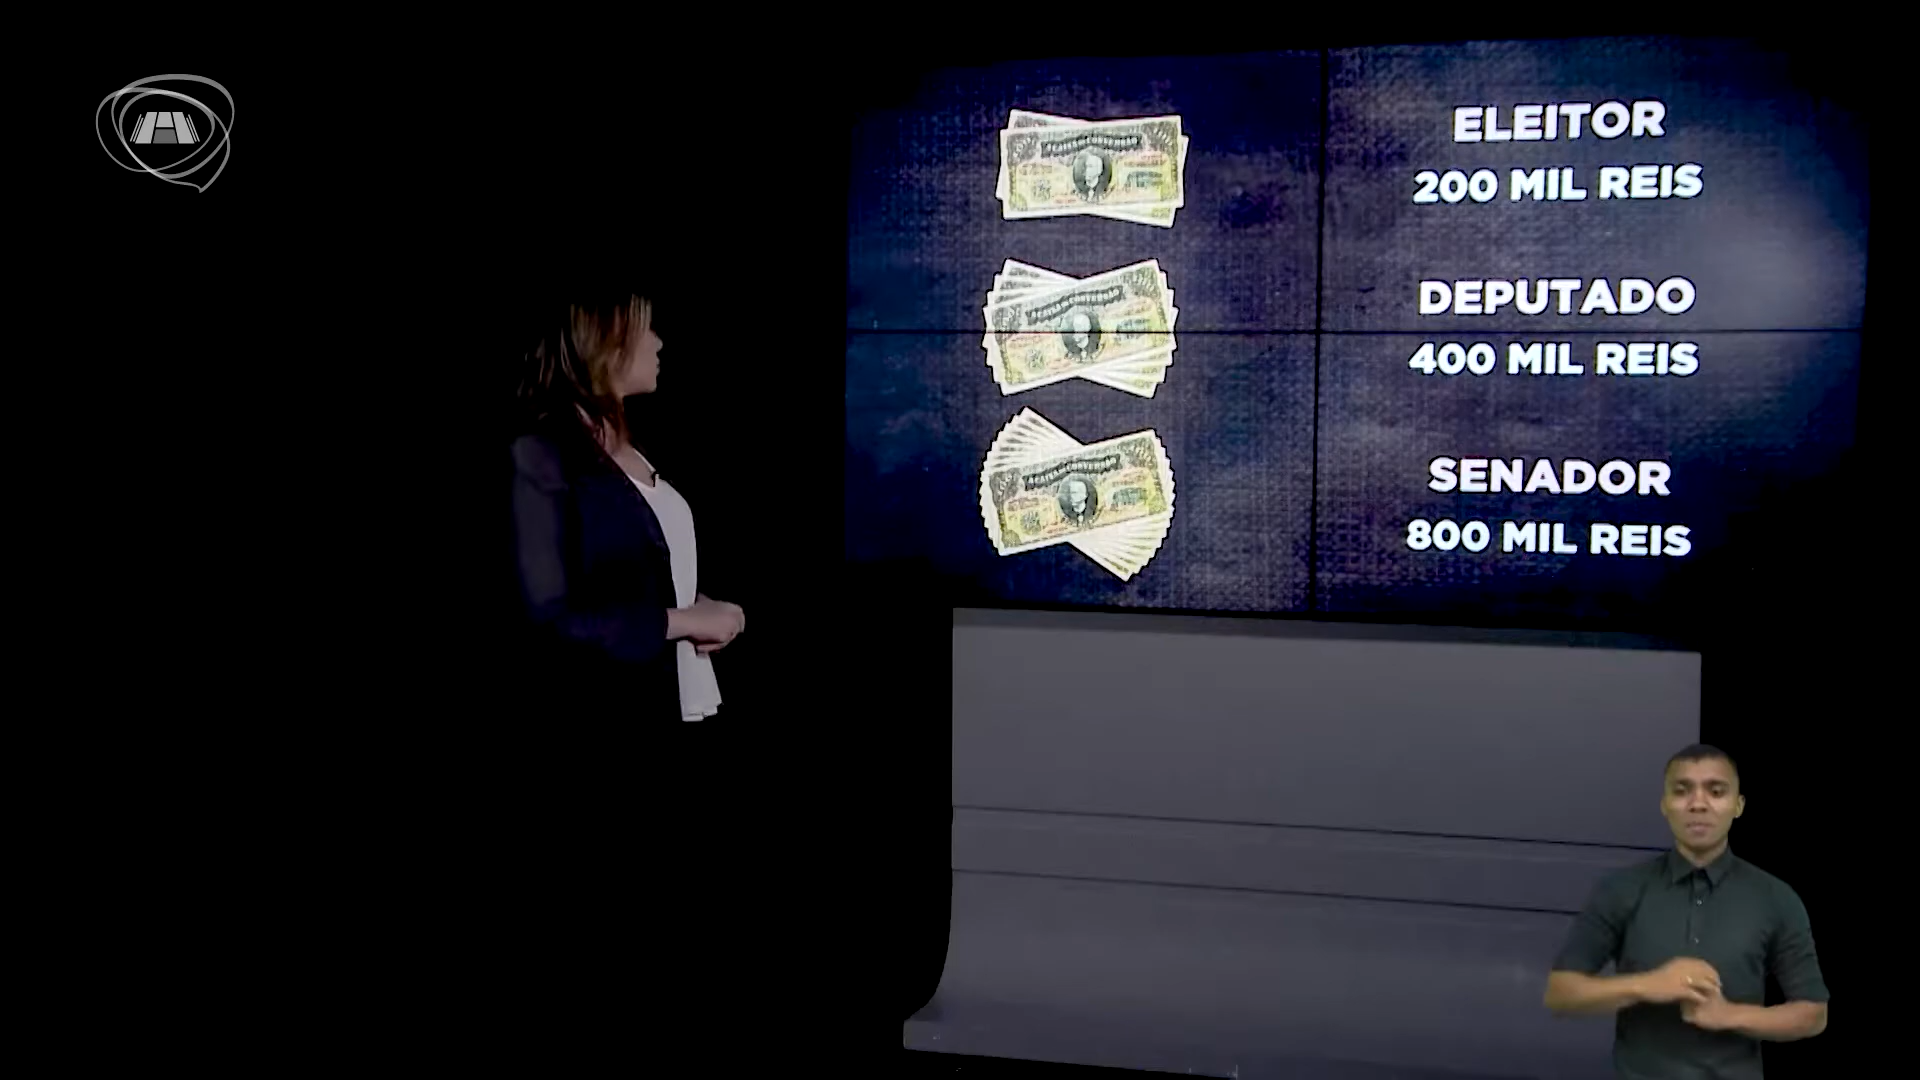 ELEITOR
200 MIL REIS
DEPUTADO
400 MIL REIS
SENADOR
800 MIL REIS